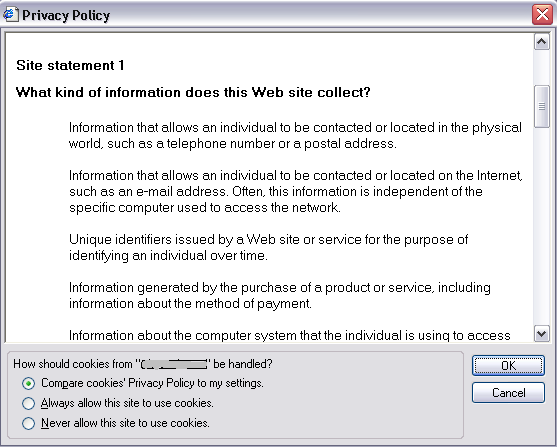 Privacy Policy
Site statement 1
What kind of information does this Web site collect?
Information that allows an individual to be contacted or located in the physical
world, such as a telephone number or a postal address.
Information that allows an individual to be contacted or located on the Internet,
such as an e-mail address. Often, this information is independent of the
specific computer used to access the network.
Unique identifiers issued by a Web site or service for the purpose of
identifying an individual over time.
Information generated by the purchase of a product or service, including
information about the method of payment.
Information about the computer system that the individual is using to access
How should cookies from "" be handled?
Compare cookies' Privacy Policy to my settings.
Always allow this site to use cookies.
Never allow this site to use cookies.
OK
Cancel